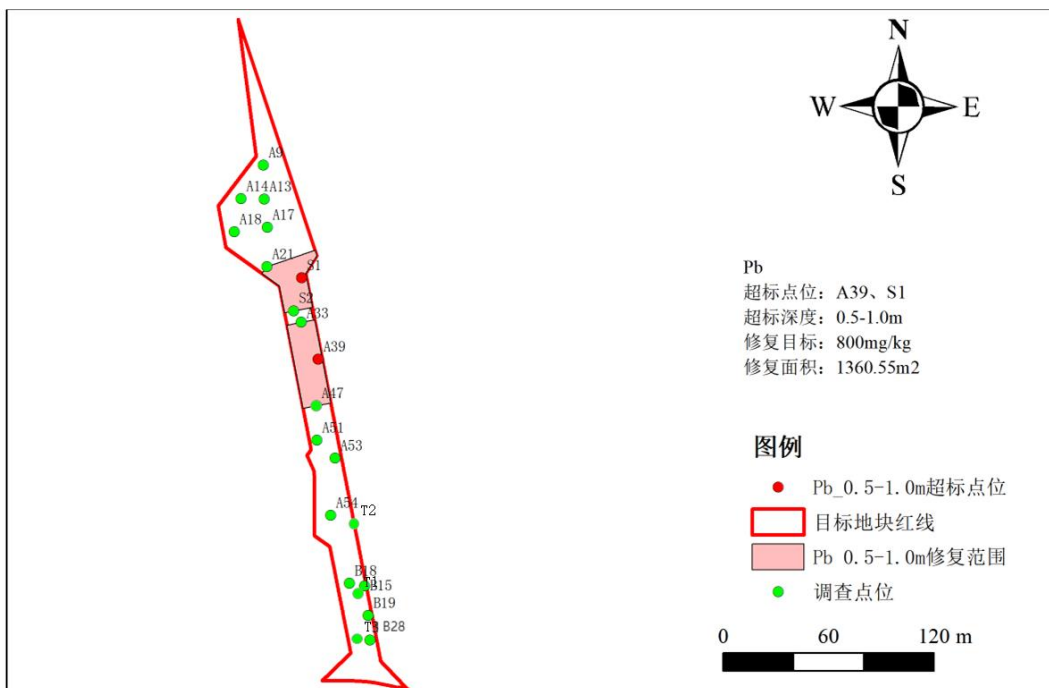 N
W
E
S
A9
A14
A13
A18
A17
A21
S1
S2
A33
A39
A47
A51
A53
A54
T2
B18
T1
B15
B19
T3
B28
Pb
超标点位：A39、S1
超标深度：0.5-1.0m
修复目标：800mg/kg
修复面积：1360.55m2
图例
Pb_0.5-1.0m超标点位
目标地块红线
Pb 0.5-1.0m修复范围
调查点位
0 60 120 m